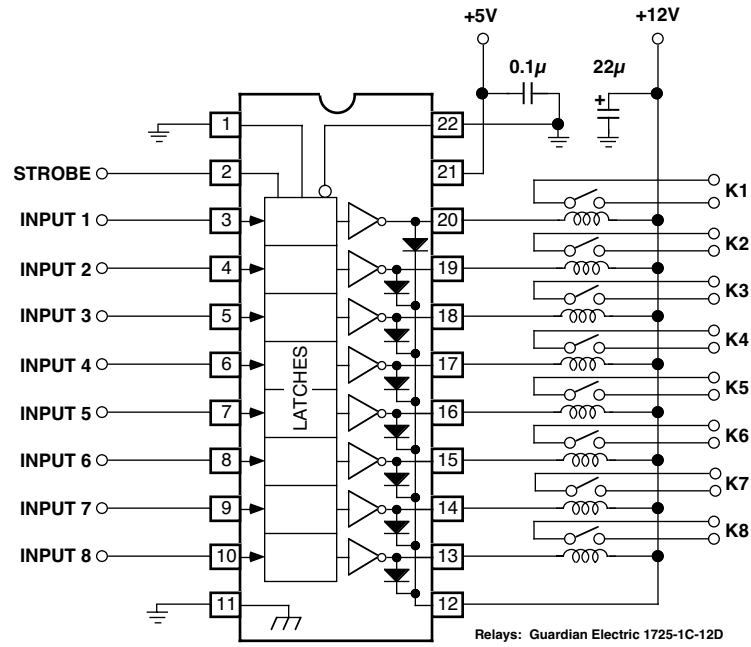 +5V
+12V
0.1μ
22μ
+
1
22
STROBE
2
21
K1
INPUT 1
3
20
K2
INPUT 2
4
19
K3
INPUT 3
5
18
K4
INPUT 4
6
17
LATCHES
K5
INPUT 5
7
16
K6
INPUT 6
8
15
K7
INPUT 7
9
14
K8
INPUT 8
10
13
11
12
Relays: Guardian Electric 1725-1C-12D